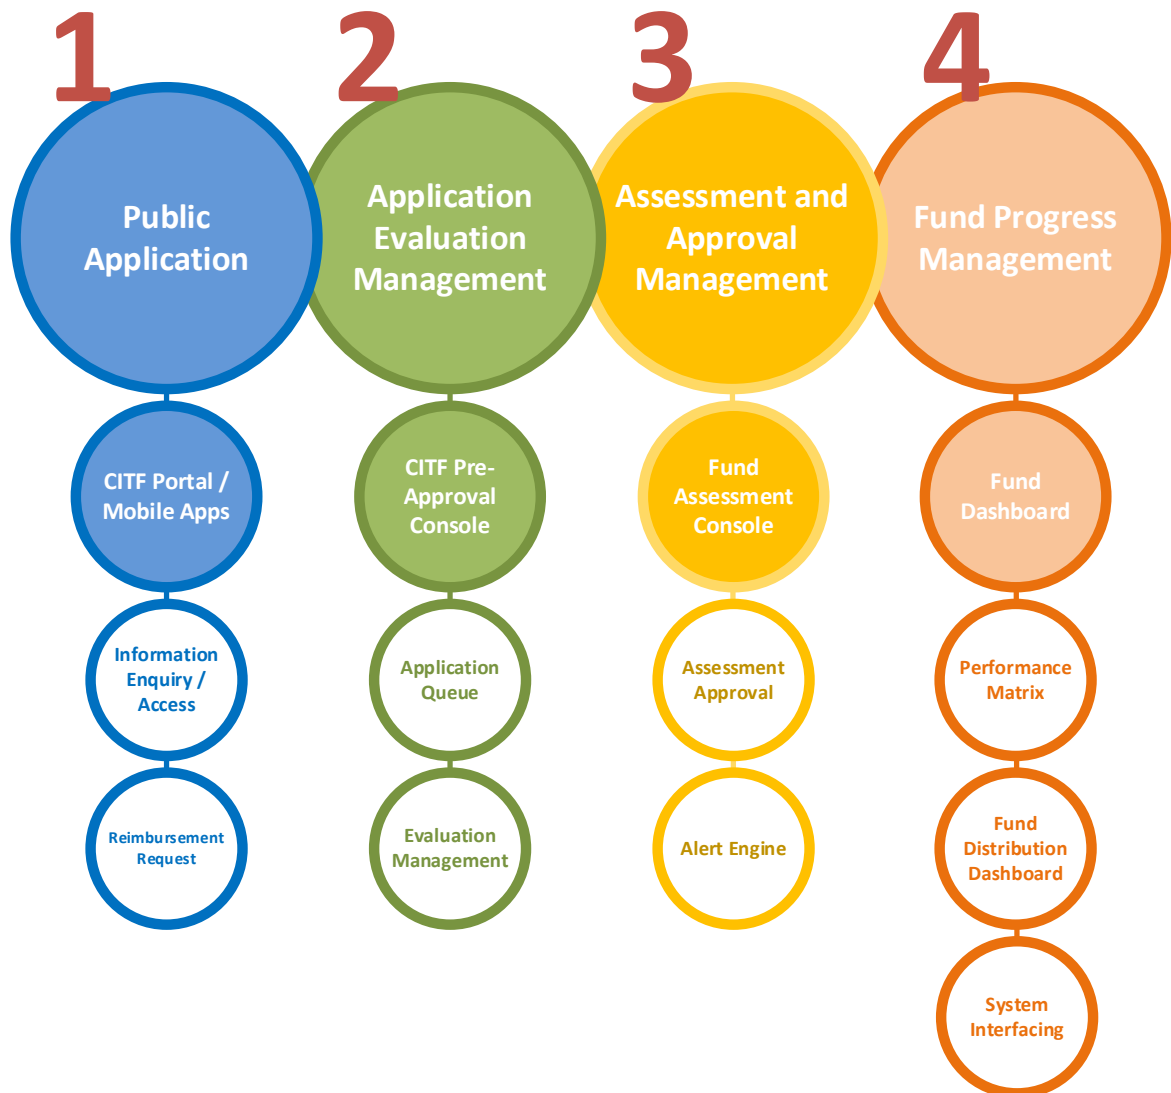 1
Public
Application
CITF Portal /
Mobile Apps
Information
Enquiry /
Access
Reimbursement
Request
2
Application
Evaluation
Management
CITF Pre-
Approval
Console
Application
Queue
Evaluation
Management
3
Assessment and
Approval
Management
Fund
Assessment
Console
Assessment
Approval
Alert Engine
4
Fund Progress
Management
Fund
Dashboard
Performance
Matrix
Fund
Distribution
Dashboard
System
Interfacing